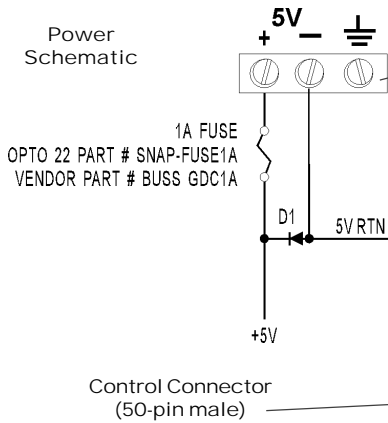 Power
Schematic
5V
+ –
1A FUSE
OPTO 22 PART # SNAP-FUSE1A
VENDOR PART # BUSS GDC1A
D1
5V RTN
+5V
Control Connector
(50-pin male)